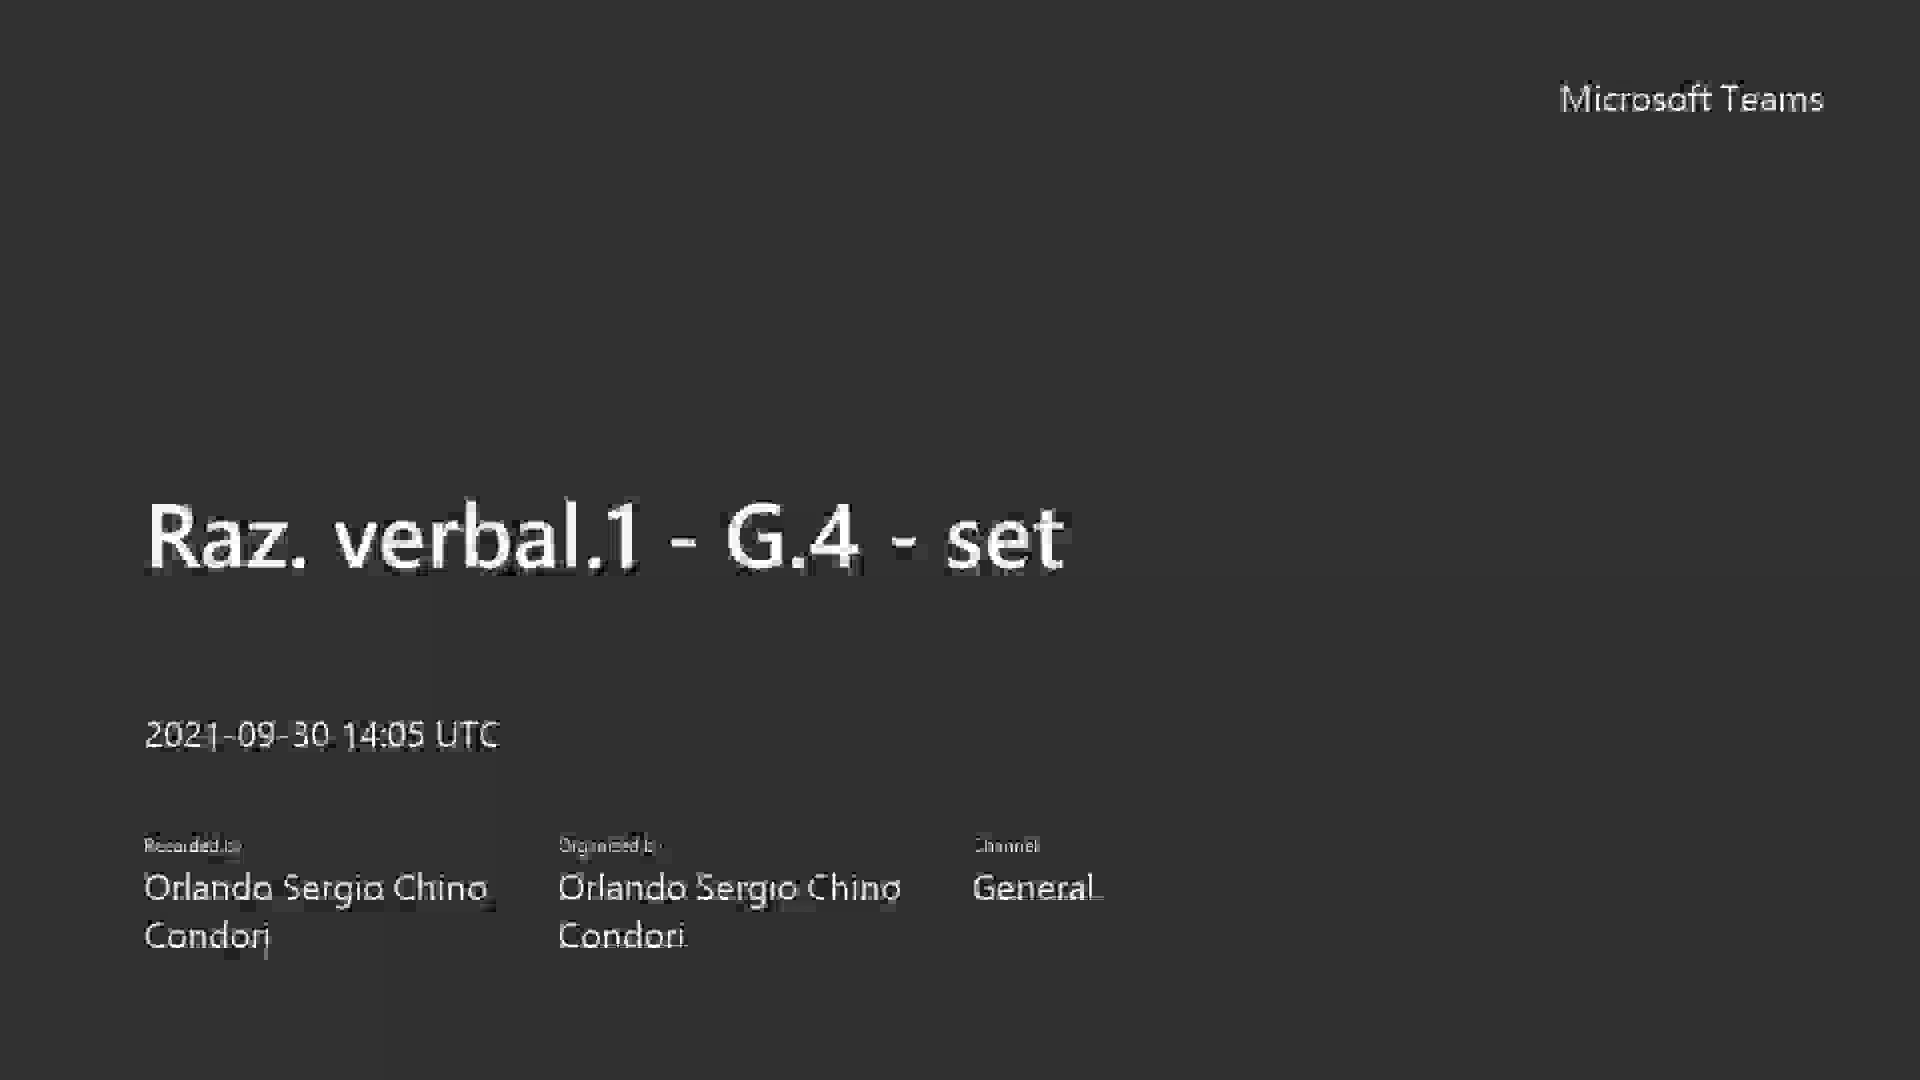 Microsoft Teams
Raz. verbal.1 - G.4 - set
2021-09-30 14:05 UTC
Recorded by
Organized by
Channel
Orlando Sergio Chino
Orlando Sergio Chino
General
Condori
Condori